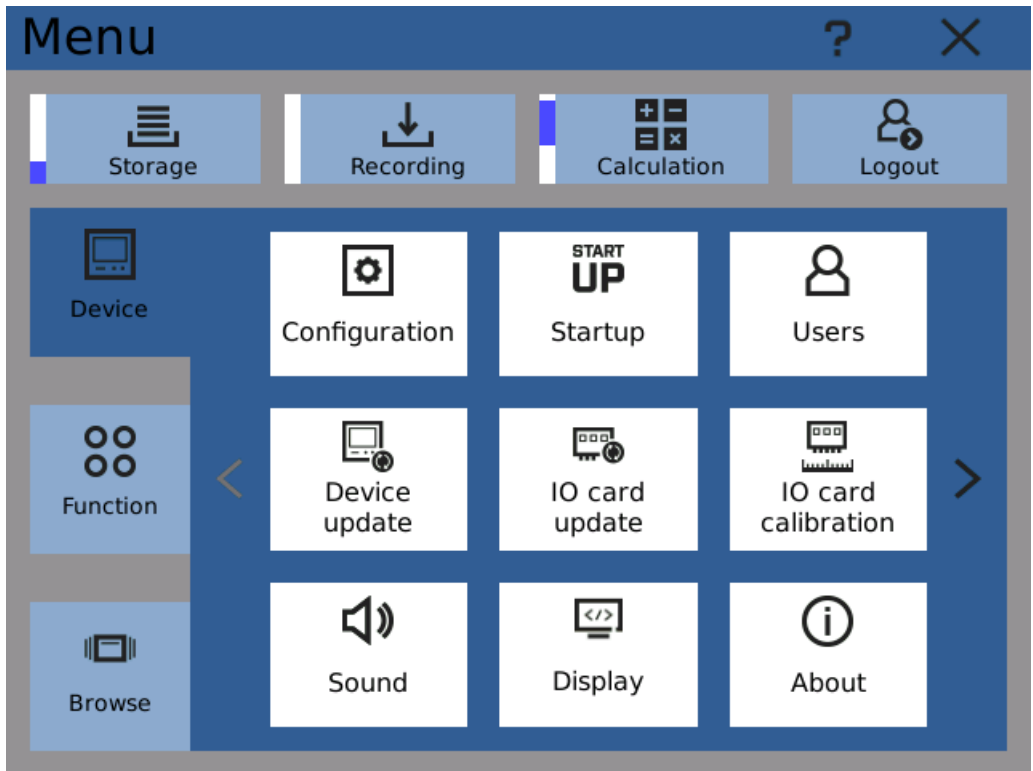 Menu ?
Storage
Recording
Calculation
Logout
Device
Configuration
START
UP
Startup
Users
Function
Device
update
IO card
update
IO card
calibration
Browse
Sound
Display
About